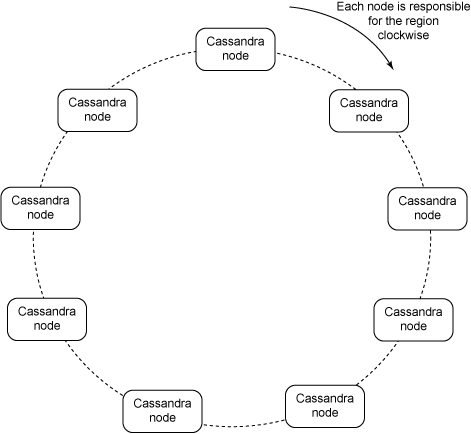 Each node is responsible
for the region
clockwise
Cassandra
node
Cassandra
node
Cassandra
node
Cassandra
node
Cassandra
node
Cassandra
node
Cassandra
node
Cassandra
node
Cassandra
node